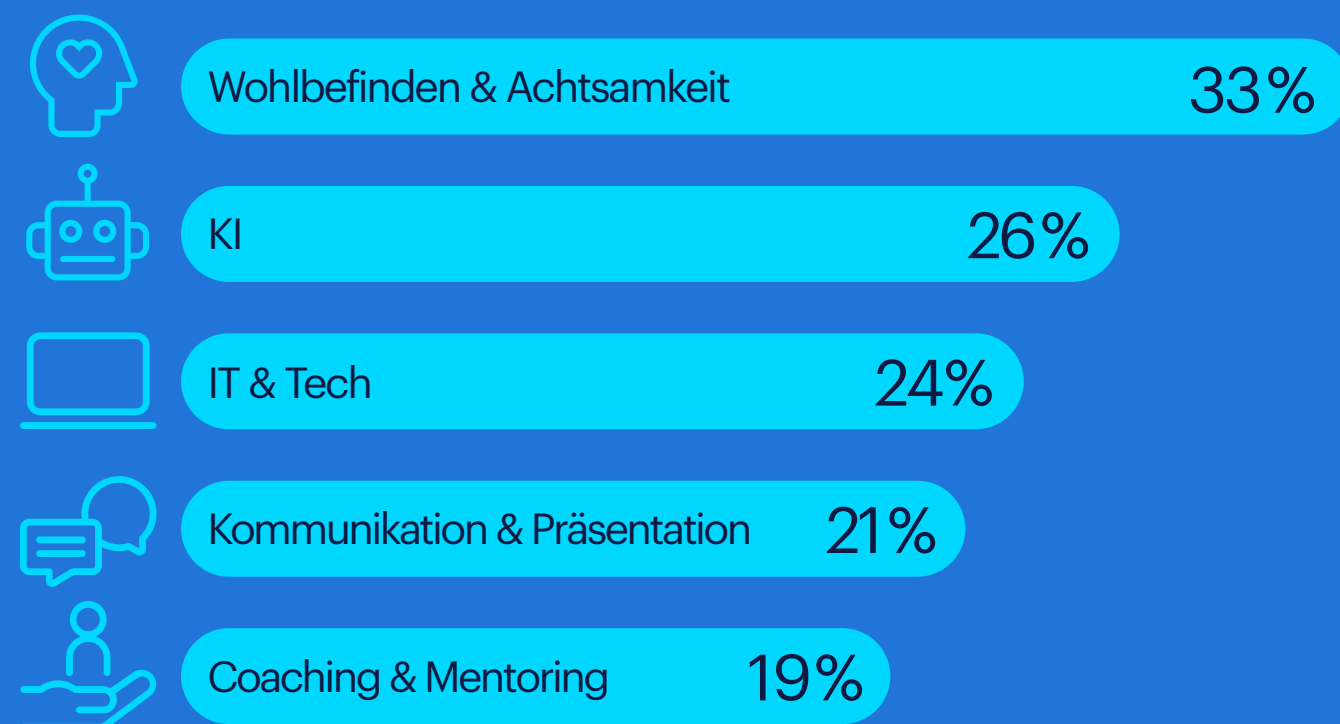 Wohlbefinden & Achtsamkeit 33%
KI 26%
IT & Tech 24%
Kommunikation & Präsentation 21%
Coaching & Mentoring 19%